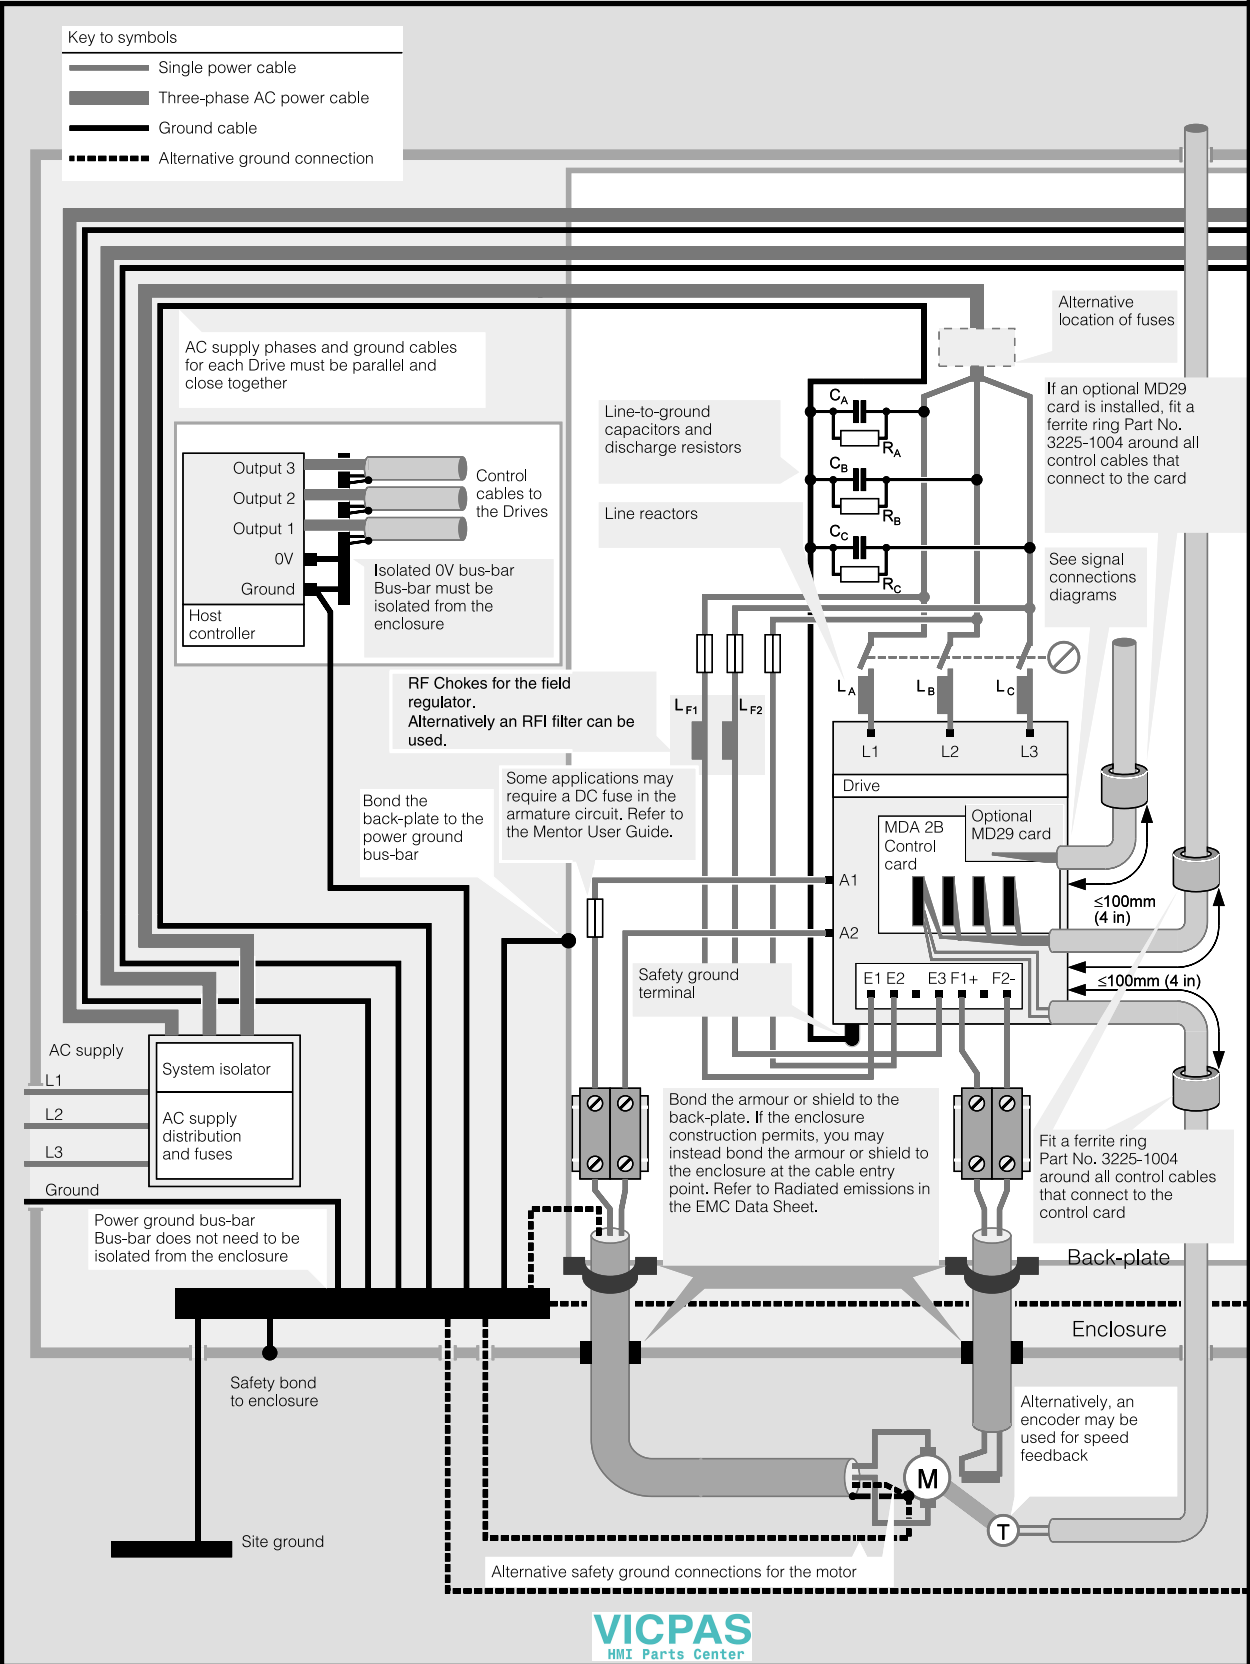 Key to symbols
Single power cable
Three-phase AC power cable
Ground cable
Alternative ground connection
AC supply phases and ground cables
for each Drive must be parallel and
close together
Alternative
location of fuses
If an optional MD29
card is installed, fit a
ferrite ring Part No.
3225-1004 around all
control cables that
connect to the card
Line-to-ground
capacitors and
discharge resistors
Line reactors
CA
RA
CB
RB
CC
RC
Output 3
Output 2
Output 1
0V
Ground
Host
controller
Control
cables to
the Drives
Isolated 0V bus-bar
Bus-bar must be
isolated from the
enclosure
See signal
connections
diagrams
RF Chokes for the field
regulator.
Alternatively an RFI filter can be
used.
LF1
LF2
LA
LB
LC
L1
L2
L3
Drive
Some applications may
require a DC fuse in the
armature circuit. Refer to
the Mentor User Guide.
Bond the
back-plate to the
power ground
bus-bar
MDA 2B
Control
card
Optional
MD29 card
A1
A2
≤100mm
(4 in)
≤100mm (4 in)
Safety ground
terminal
E1 E2 E3 F1+ F2-
AC supply
L1
L2
L3
Ground
System isolator
AC supply
distribution
and fuses
Bond the armour or shield to the
back-plate. If the enclosure
construction permits, you may
instead bond the armour or shield to
the enclosure at the cable entry
point. Refer to Radiated emissions in
the EMC Data Sheet.
Fit a ferrite ring
Part No. 3225-1004
around all control cables
that connect to the
control card
Power ground bus-bar
Bus-bar does not need to be
isolated from the enclosure
Back-plate
Enclosure
Safety bond
to enclosure
Alternatively, an
encoder may be
used for speed
feedback
M
T
Site ground
Alternative safety ground connections for the motor
VICPAS
HMI Parts Center